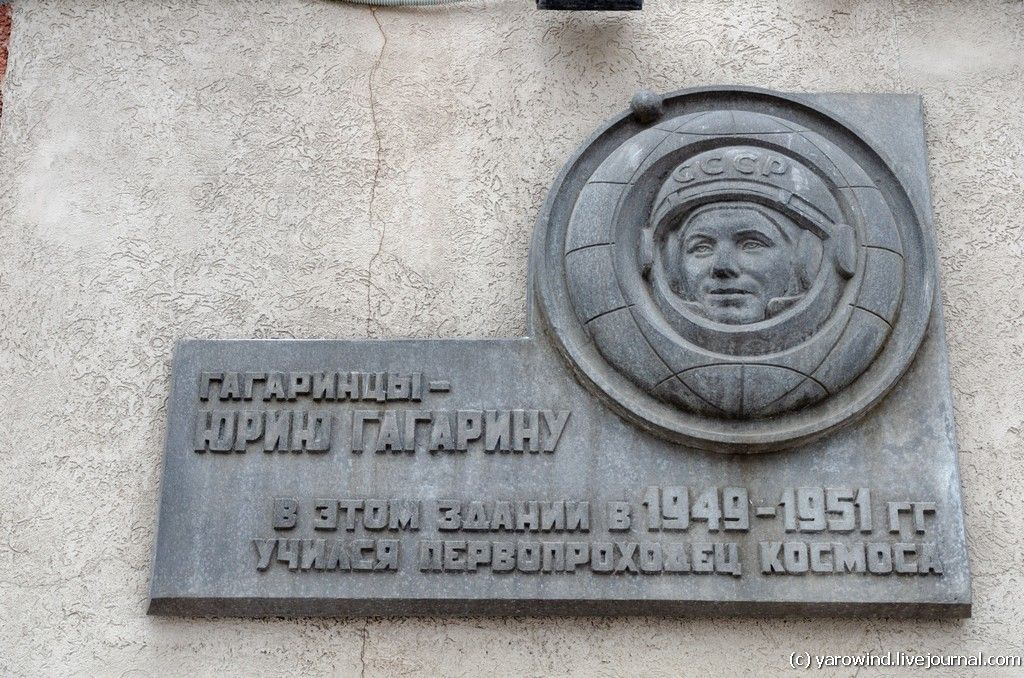 СССР
ГАГАРИНЦЫ –
ЮРИЮ ГАГАРИНУ
В ЭТОМ ЗДАНИИ В 1949-1951 ГГ
УЧИЛСЯ ПЕРВОПРОХОДЕЦ КОСМОСА
(c) yarowind.livejournal.com